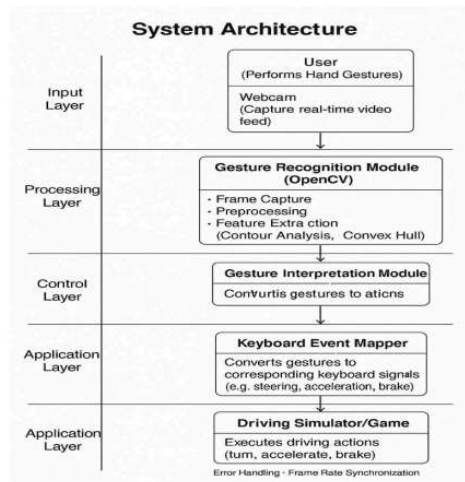 System Architecture
Input
Layer
User
(Performs Hand Gestures)
Webcam
(Capture real-time video
feed)
Processing
Layer
Gesture Recognition Module
(OpenCV)
· Frame Capture
· Preprocessing
· Feature Extra ction
(Contour Analysis, Convex Hull)
Control
Layer
Gesture Interpretation Module
gestures to
Application
Layer
Keyboard Event Mapper
Converts gestures to
corresponding keyboard signals
(e.g. steering, acceleration, brake)
Application
Layer
Driving Simulator/Game
Executes driving actions
(turn, accelerate, brake)
Error Handling · Frame Rate Synchronization